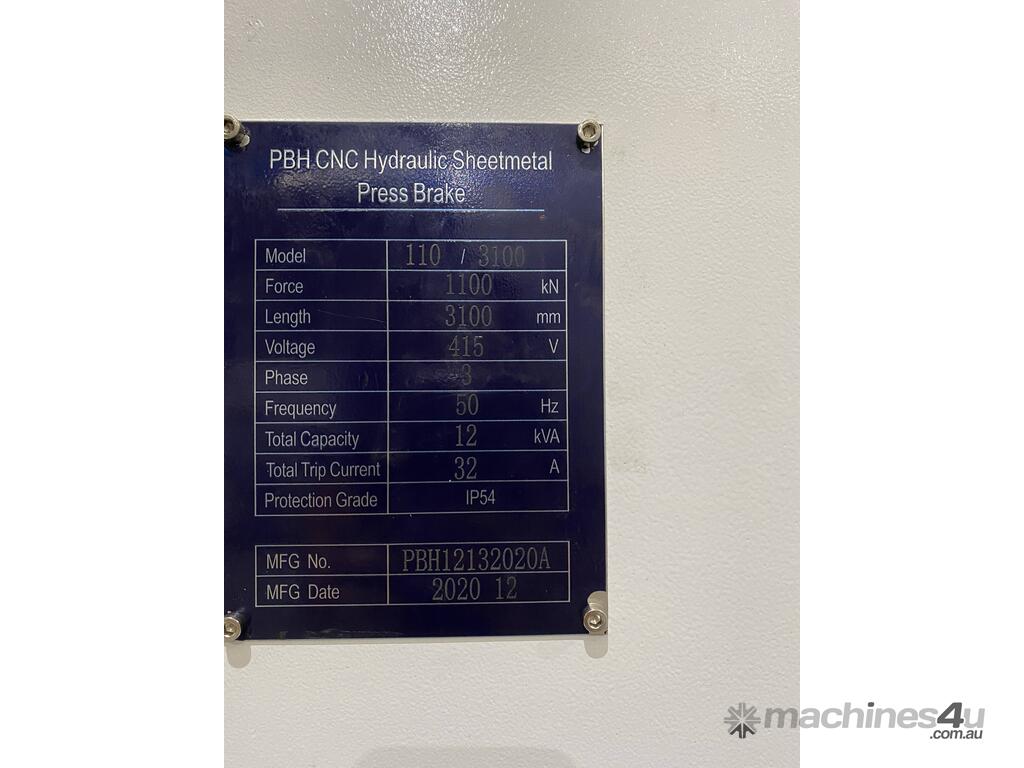 PBH CNC Hydraulic Sheetmetal
Press Brake
Model 110 / 3100
Force 1100 kN
Length 3100 mm
Voltage 415 V
Phase 3
Frequency 50 Hz
Total Capacity 12 kVA
Total Trip Current 32 A
Protection Grade IP54
MFG No. PBH12132020A
MFG Date 2020 12
machines4u
.com.au